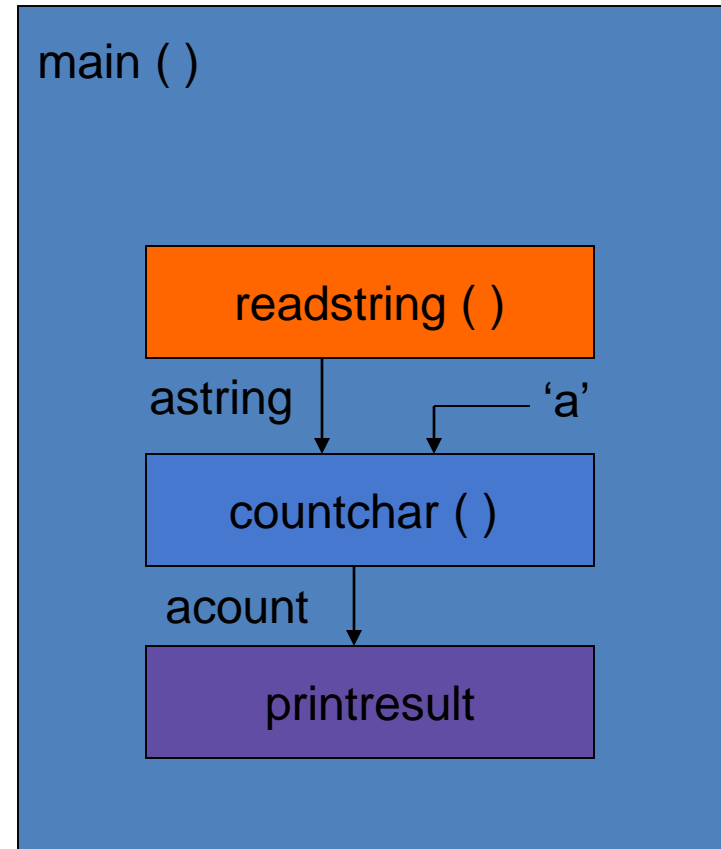 main ( )
readstring ( )
astring
‘a’
countchar ( )
acount
printresult